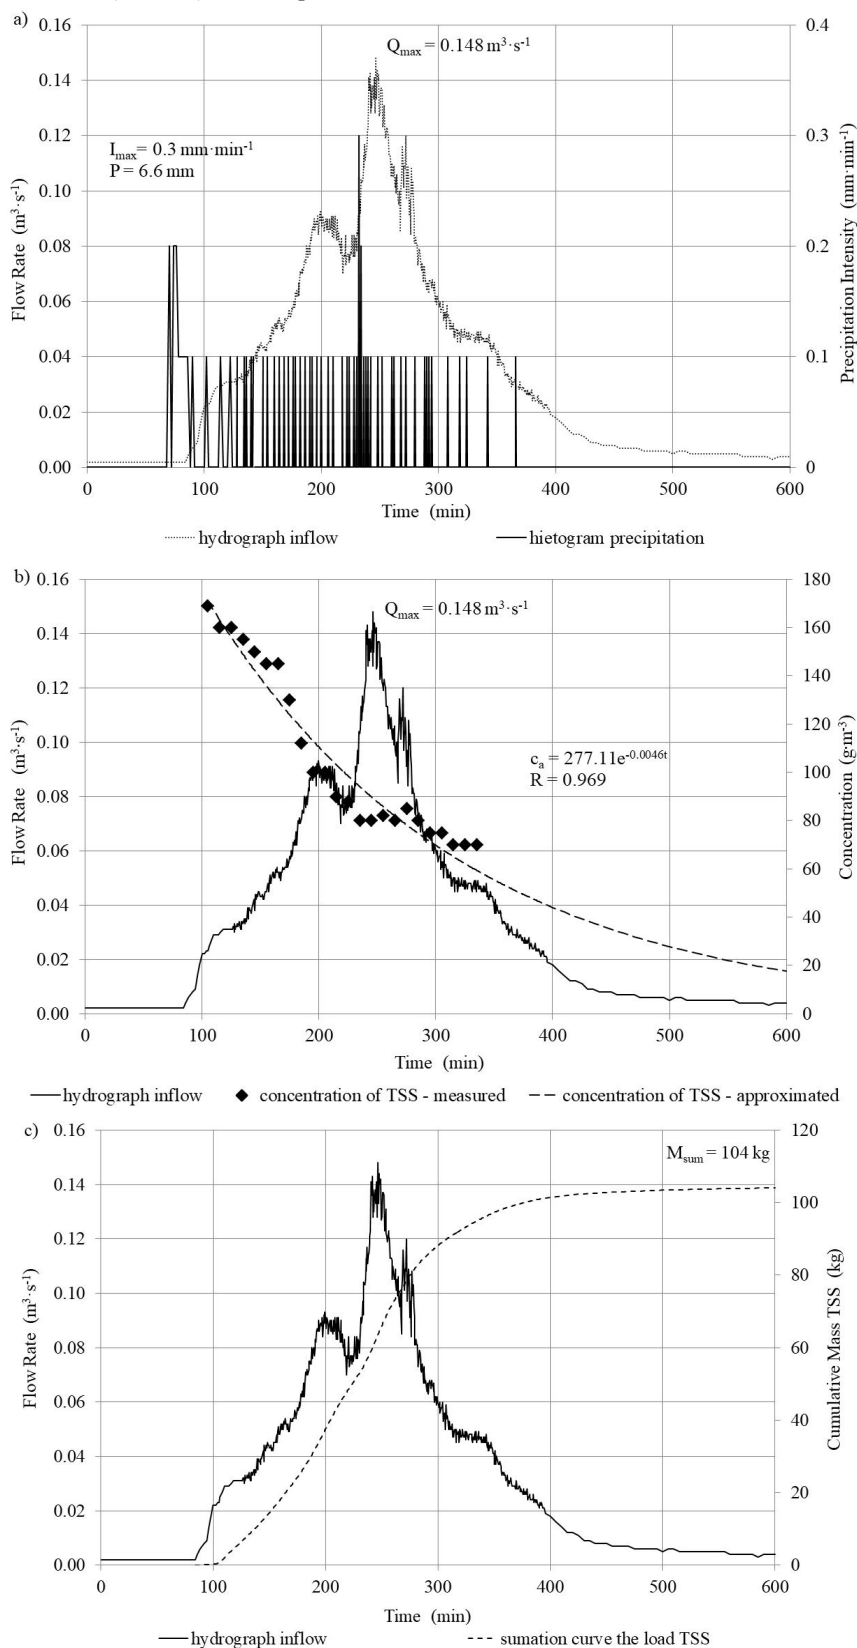 a)
0.16
0.14
0.12
0.10
0.08
0.06
0.04
0.02
0.00
Flow Rate (m³·s⁻¹)
Qmax = 0.148 m³·s⁻¹
Imax = 0.3 mm·min⁻¹
P = 6.6 mm
0.4
0.3
0.2
0.1
0
Precipitation Intensity (mm·min⁻¹)
0 100 200 300 400 500 600
Time (min)
hydrograph inflow hietogram precipitation
b)
0.16
0.14
0.12
0.10
0.08
0.06
0.04
0.02
0.00
Flow Rate (m³·s⁻¹)
Qmax = 0.148 m³·s⁻¹
ca = 277.11e^-0.0046t
R = 0.969
180
160
140
120
100
80
60
40
20
0
Concentration (g·m⁻³)
0 100 200 300 400 500 600
Time (min)
hydrograph inflow concentration of TSS - measured concentration of TSS - approximated
c)
0.16
0.14
0.12
0.10
0.08
0.06
0.04
0.02
0.00
Flow Rate (m³·s⁻¹)
Msum = 104 kg
120
100
80
60
40
20
0
Cumulative Mass TSS (kg)
0 100 200 300 400 500 600
Time (min)
hydrograph inflow sumation curve the load TSS